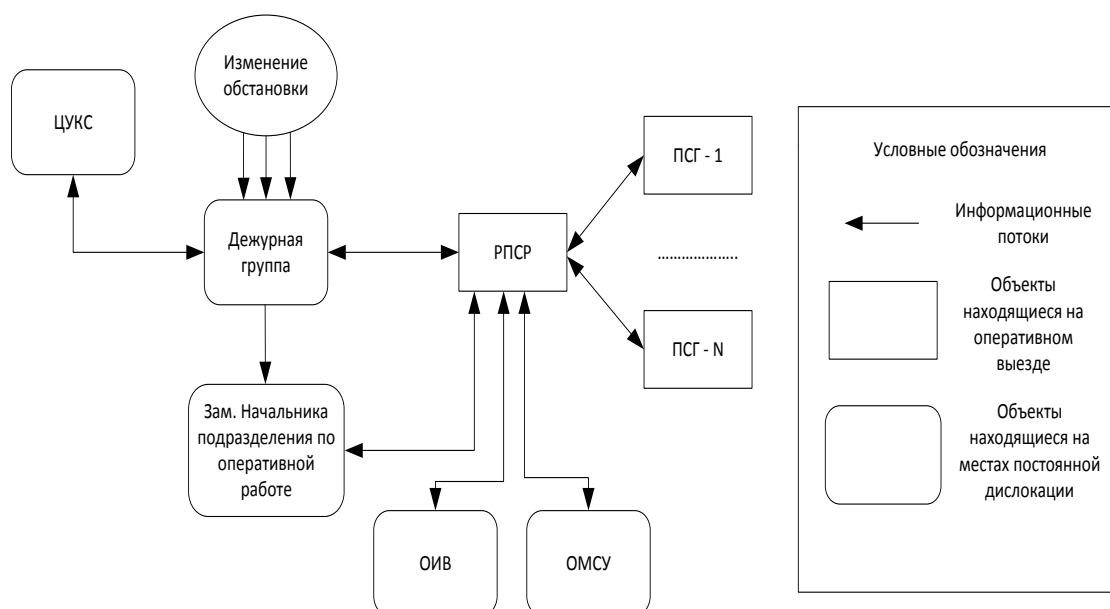 Изменение
обстановки
ЦУКС
Дежурная
группа
РПСР
ПСГ - 1
………………..
ПСГ - N
Зам. Начальника
подразделения по
оперативной
работе
ОИВ
ОМСУ
Условные обозначения
Информационные
потоки
Объекты
находящиеся на
оперативном
выезде
Объекты
находящиеся на
местах постоянной
дислокации